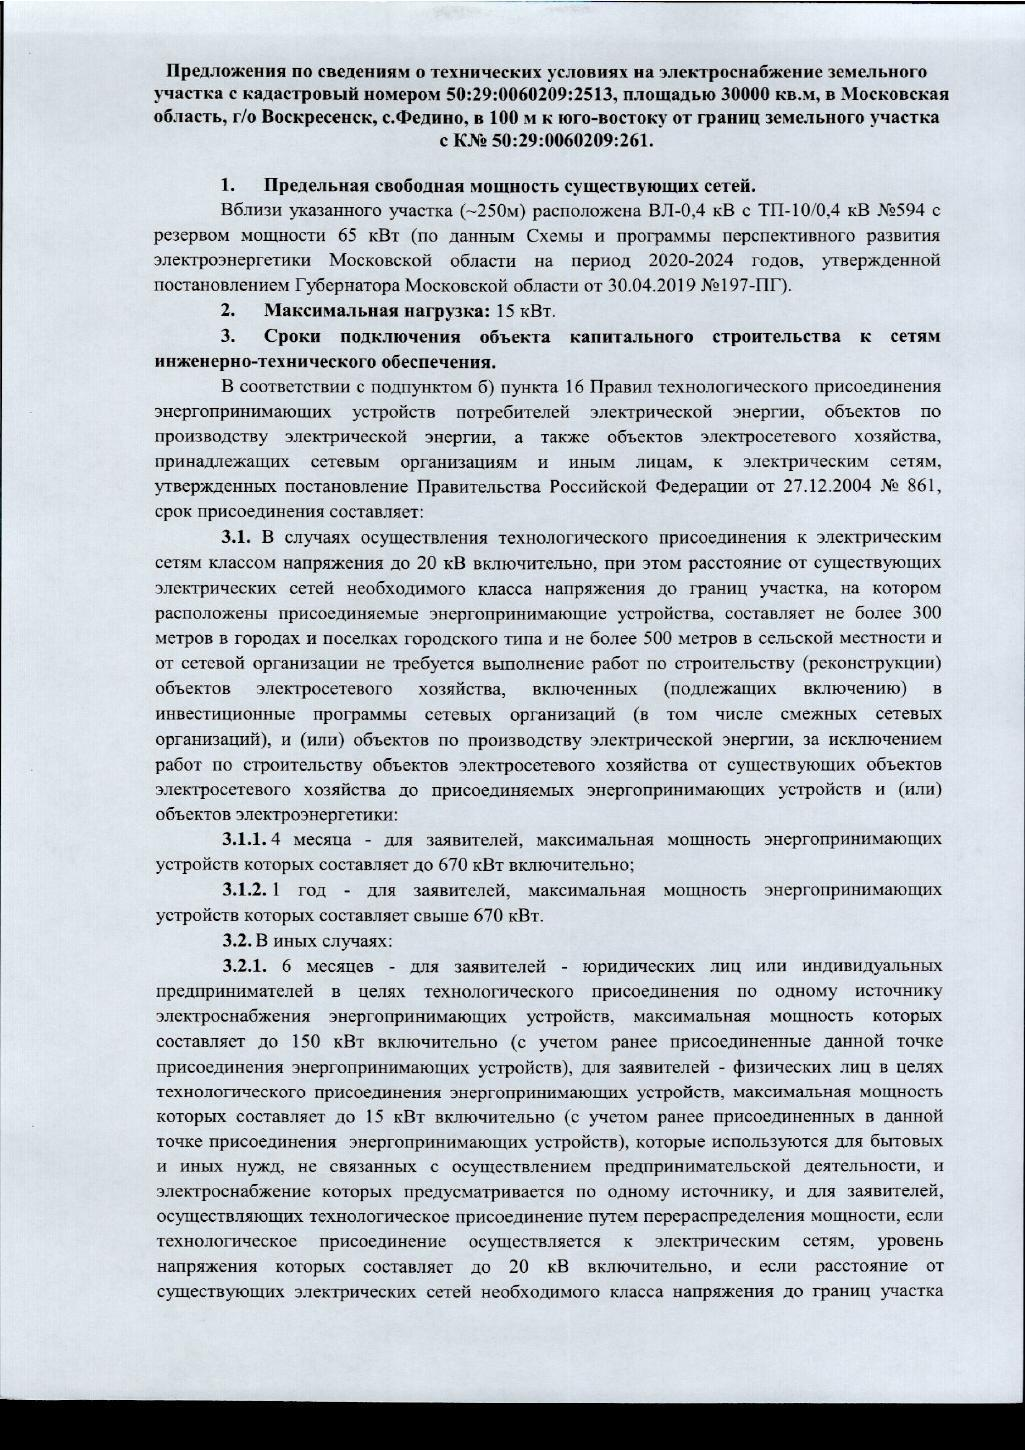 Предложения по сведениям о технических условиях на электроснабжение земельного
участка с кадастровый номером 50:29:0060209:2513, площадью 30000 кв.м, в Московская
область, г/о Воскресенск, с.Федино, в 100 м к юго-востоку от границ земельного участка
с К№ 50:29:0060209:261.
1. Предельная свободная мощность существующих сетей.
Вблизи указанного участка (~250м) расположена ВЛ-0,4 кВ с ТП-10/0,4 кВ №594 с
резервом мощности 65 кВт (по данным Схемы и программы перспективного развития
электроэнергетики Московской области на период 2020-2024 годов, утвержденной
постановлением Губернатора Московской области от 30.04.2019 №197-ПГ).
2. Максимальная нагрузка: 15 кВт.
3. Сроки подключения объекта капитального строительства к сетям
инженерно-технического обеспечения.
В соответствии с подпунктом б) пункта 16 Правил технологического присоединения
энергопринимающих устройств потребителей электрической энергии, объектов по
производству электрической энергии, а также объектов электросетевого хозяйства,
принадлежащих сетевым организациям и иным лицам, к электрическим сетям,
утвержденных постановление Правительства Российской Федерации от 27.12.2004 № 861,
срок присоединения составляет:
3.1. В случаях осуществления технологического присоединения к электрическим
сетям классом напряжения до 20 кВ включительно, при этом расстояние от существующих
электрических сетей необходимого класса напряжения до границ участка, на котором
расположены присоединяемые энергопринимающие устройства, составляет не более 300
метров в городах и поселках городского типа и не более 500 метров в сельской местности и
от сетевой организации не требуется выполнение работ по строительству (реконструкции)
объектов электросетевого хозяйства, включенных (подлежащих включению) в
инвестиционные программы сетевых организаций (в том числе смежных сетевых
организаций), и (или) объектов по производству электрической энергии, за исключением
работ по строительству объектов электросетевого хозяйства от существующих объектов
электросетевого хозяйства до присоединяемых энергопринимающих устройств и (или)
объектов электроэнергетики:
3.1.1. 4 месяца - для заявителей, максимальная мощность энергопринимающих
устройств которых составляет до 670 кВт включительно;
3.1.2. 1 год - для заявителей, максимальная мощность энергопринимающих
устройств которых составляет свыше 670 кВт.
3.2. В иных случаях:
3.2.1. 6 месяцев - для заявителей - юридических лиц или индивидуальных
предпринимателей в целях технологического присоединения по одному источнику
электроснабжения энергопринимающих устройств, максимальная мощность которых
составляет до 150 кВт включительно (с учетом ранее присоединенные данной точке
присоединения энергопринимающих устройств), для заявителей - физических лиц в целях
технологического присоединения энергопринимающих устройств, максимальная мощность
которых составляет до 15 кВт включительно (с учетом ранее присоединенных в данной
точке присоединения энергопринимающих устройств), которые используются для бытовых
и иных нужд, не связанных с осуществлением предпринимательской деятельности, и
электроснабжение которых предусматривается по одному источнику, и для заявителей,
осуществляющих технологическое присоединение путем перераспределения мощности, если
технологическое присоединение осуществляется к электрическим сетям, уровень
напряжения которых составляет до 20 кВ включительно, и если расстояние от
существующих электрических сетей необходимого класса напряжения до границ участка